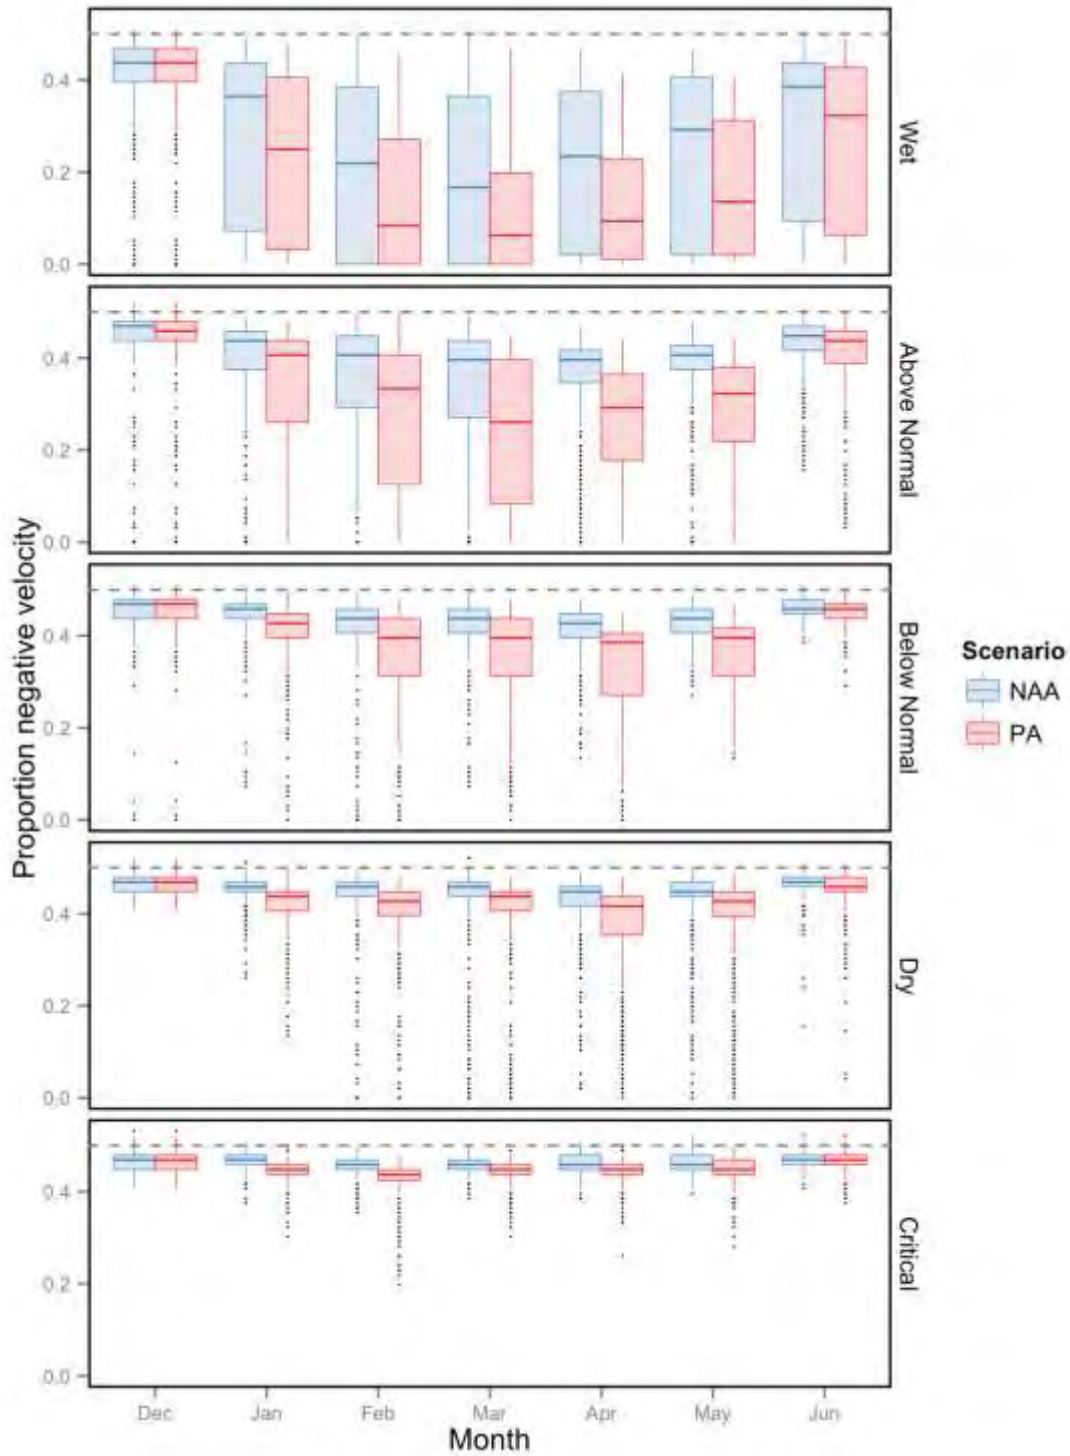 Proportion negative velocity
0.4
0.2
0.0
Wet
0.4
0.2
0.0
Above Normal
0.4
0.2
0.0
Below Normal
0.4
0.2
0.0
Dry
0.4
0.2
0.0
Critical
Dec Jan Feb Mar Apr May Jun
Month
Scenario
NAA
PA